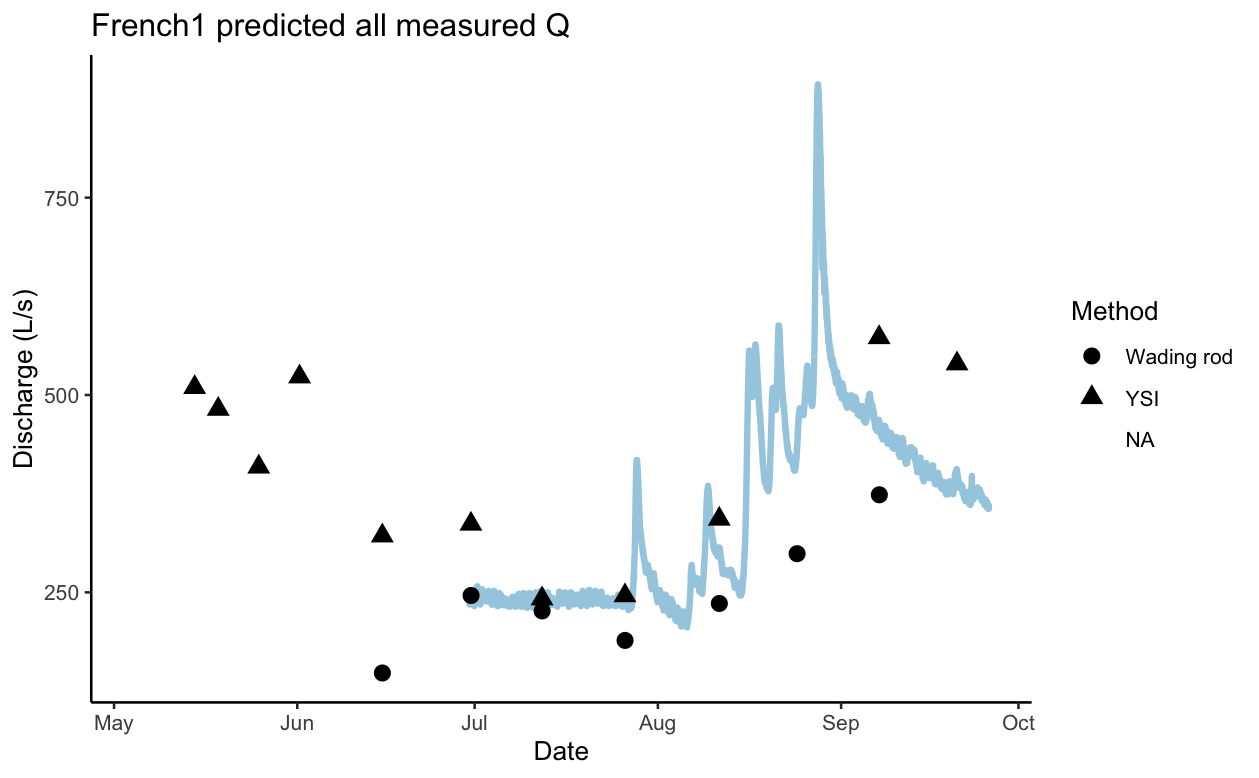 French1 predicted all measured Q
Discharge (L/s)
750
500
250
May
Jun
Jul
Aug
Sep
Oct
Date
Method
Wading rod
YSI
NA